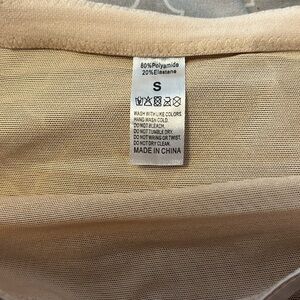 80%Polyamide
20%Elastane
S
WASH WITH LIKE COLORS
HAND WASH COLD.
DO NOT BLEACH.
DO NOT TUMBLE DRY.
DO NOT WRING OR TWIST.
DO NOT DRY CLEAN.
MADE IN CHINA